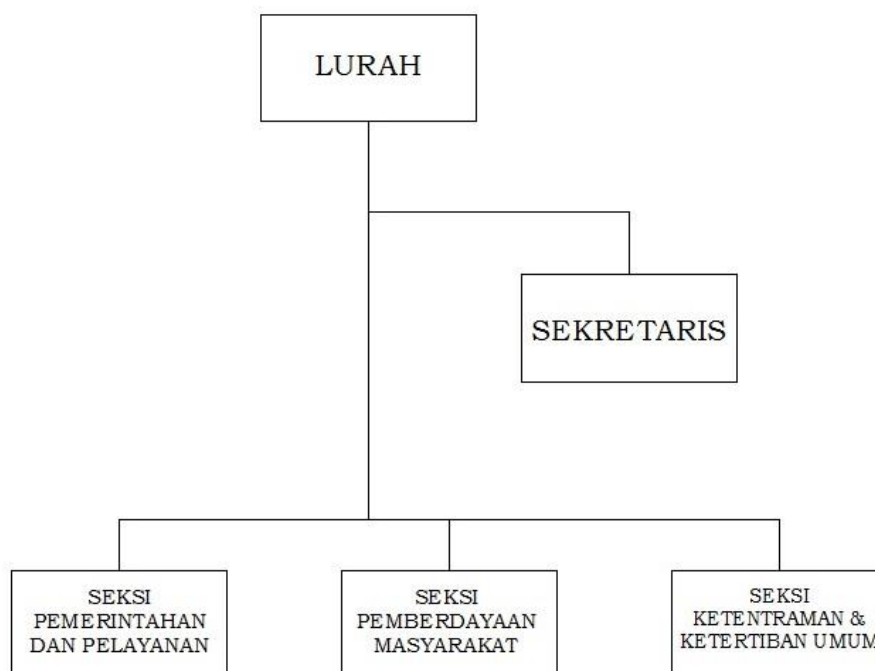 LURAH
SEKRETARIS
SEKSI
PEMERINTAHAN
DAN PELAYANAN
SEKSI
PEMBERDAYAAN
MASYARAKAT
SEKSI
KETENTRAMAN &
KETERTIBAN UMUM